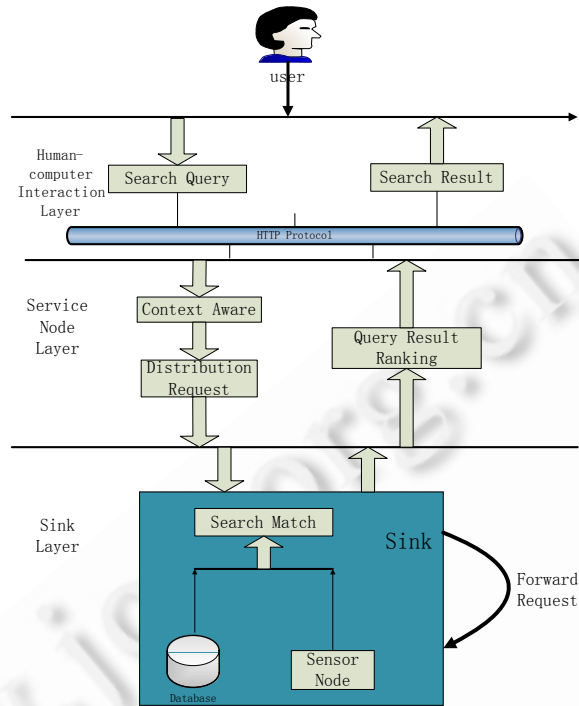 user
Human-
computer
Interaction
Layer
Search Query
Search Result
HTTP Protocol
Service
Node
Layer
Context Aware
Distribution
Request
Query Result
Ranking
Sink
Layer
Search Match
Sink
Forward
Request
Database
Sensor
Node